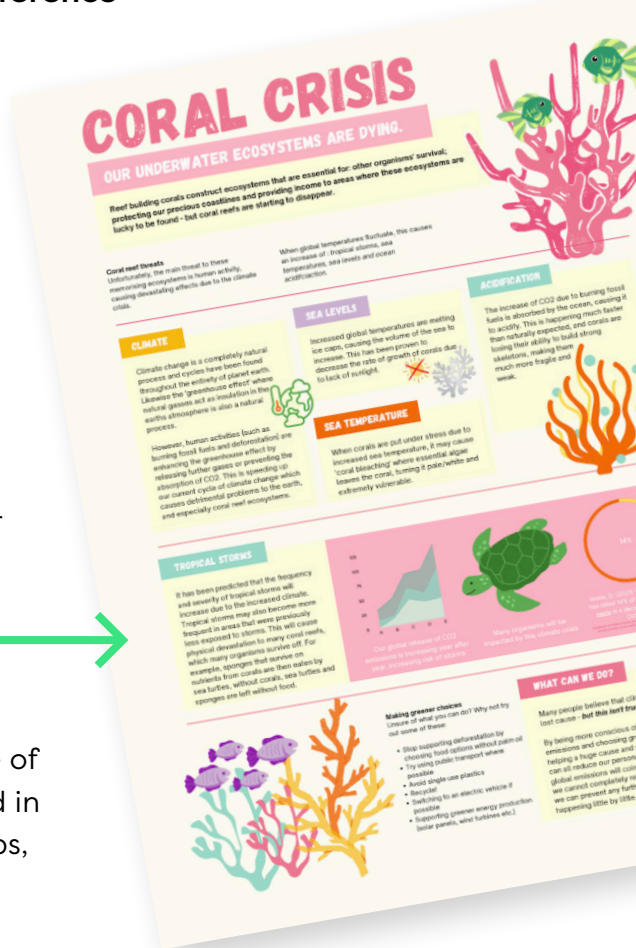 CORAL CRISIS
OUR UNDERWATER ECOSYSTEMS ARE DYING.
Reef building corals construct ecosystems that are essential for: other organisms' survival;
protecting our precious coastlines and providing income to areas where these ecosystems are
lucky to be found - but coral reefs are starting to disappear.
Coral reef threats
Unfortunately, the main threat to these
memorising ecosystems is human activity,
causing devastating effects due to the climate
crisis.
When global temperatures fluctuate, this causes
an increase of : tropical storms, sea
temperatures, sea levels and ocean
acidifciaction.
CLIMATE
Climate change is a completely natural
process and cycles have been found
throughout the entirety of planet earth.
Likewise the 'greenhouse effect' where
natural gasses act as insulation in the
earths atmosphere is also a natural
process.
However, human activities (such as
burning fossil fuels and deforestation) are
enhancing the greenhouse effect by
releasing further gases or preventing the
absorption of CO2. This is speeding up
our current cycle of climate change which
causes detrimental problems to the earth,
and especially coral reef ecosystems.
SEA LEVELS
Increased global temperatures are melting
ice caps, causing the volume of the sea to
increase. This has been proven to
decrease the rate of growth of corals due
to lack of sunlight.
SEA TEMPERATURE
When corals are put under stress due to
increased sea temperature, it may cause
'coral bleaching' where essential algae
leaves the coral, turning it pale/white and
extremely vulnerable.
ACIDIFICATION
The increase of CO2 due to burning fossil
fuels is absorbed by the ocean, causing it
to acidify. This is happening much faster
than naturally expected, and corals are
losing their ability to build strong
skeletons, making them
much more fragile and
weak.
TROPICAL STORMS
It has been predicted that the frequency
and severity of tropical storms will
increase due to the increased climate.
Tropical storms may also become more
frequent in areas that were previously
less exposed to storms. This will cause
physical devastation to many coral reefs,
which many organisms survive off. For
example, sponges that survive on
nutrients from corals are then eaten by
sea turtles, without corals, sea turtles and
sponges are left without food.
Our global release of CO2
emissions is increasing year after
year, increasing risk of storms
Many organisms will be
impacted by this climate crisis
14%
Making greener choices
Unsure of what you can do? Why not try
out some of these:
• Stop supporting deforestation by
choosing food options without palm oil
• Try using public transport where
possible
• Avoid single use plastics
• Recycle!
• Switching to an electric vehicle if
possible
• Supporting greener energy production
(solar panels, wind turbines etc.)
WHAT CAN WE DO?
Many people believe that
lost cause - but this isn't
By being more conscious of
emissions and choosing
helping a huge cause and
can all reduce our
global emissions will
we cannot completely
we can prevent any
happening little by little
of
in